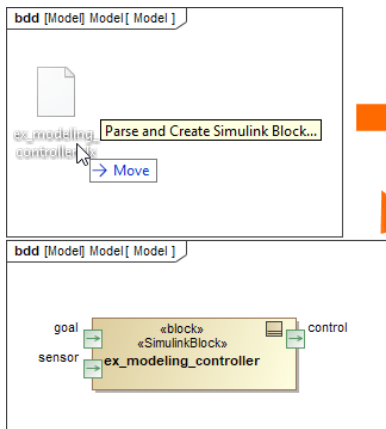 bdd [Model] Model[ Model ]
ex_modeling_
controller.slx
Parse and Create Simulink Block...
→ Move
bdd [Model] Model[ Model ]
goal
sensor
«block»
«SimulinkBlock»
ex_modeling_controller
control